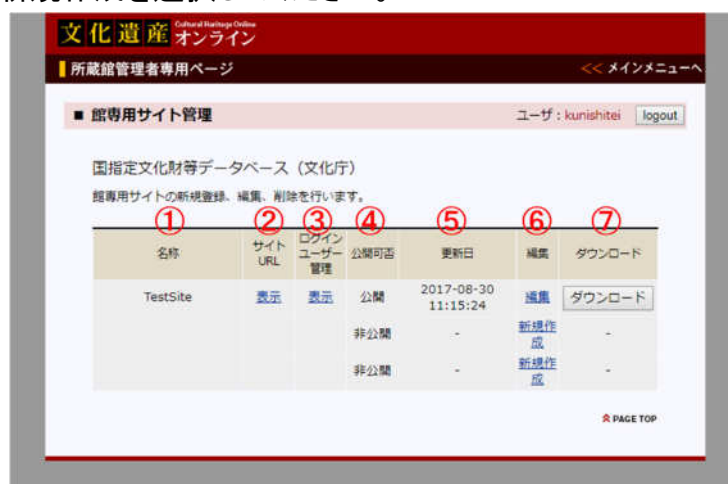 文化遺産 Cultural Heritage Online オンライン
所蔵館管理者専用ページ << メインメニューへ
■ 館専用サイト管理 ユーザ : kunishitei logout
国指定文化財等データベース（文化庁）
館専用サイトの新規登録、編集、削除を行います。
① ② ③ ④ ⑤ ⑥ ⑦
名称 サイトURL ログインユーザー管理 公開可否 更新日 編集 ダウンロード
TestSite 表示 表示 公開 2017-08-30 11:15:24 編集 ダウンロード
非公開 - 新規作成 -
非公開 - 新規作成 -
PAGE TOP